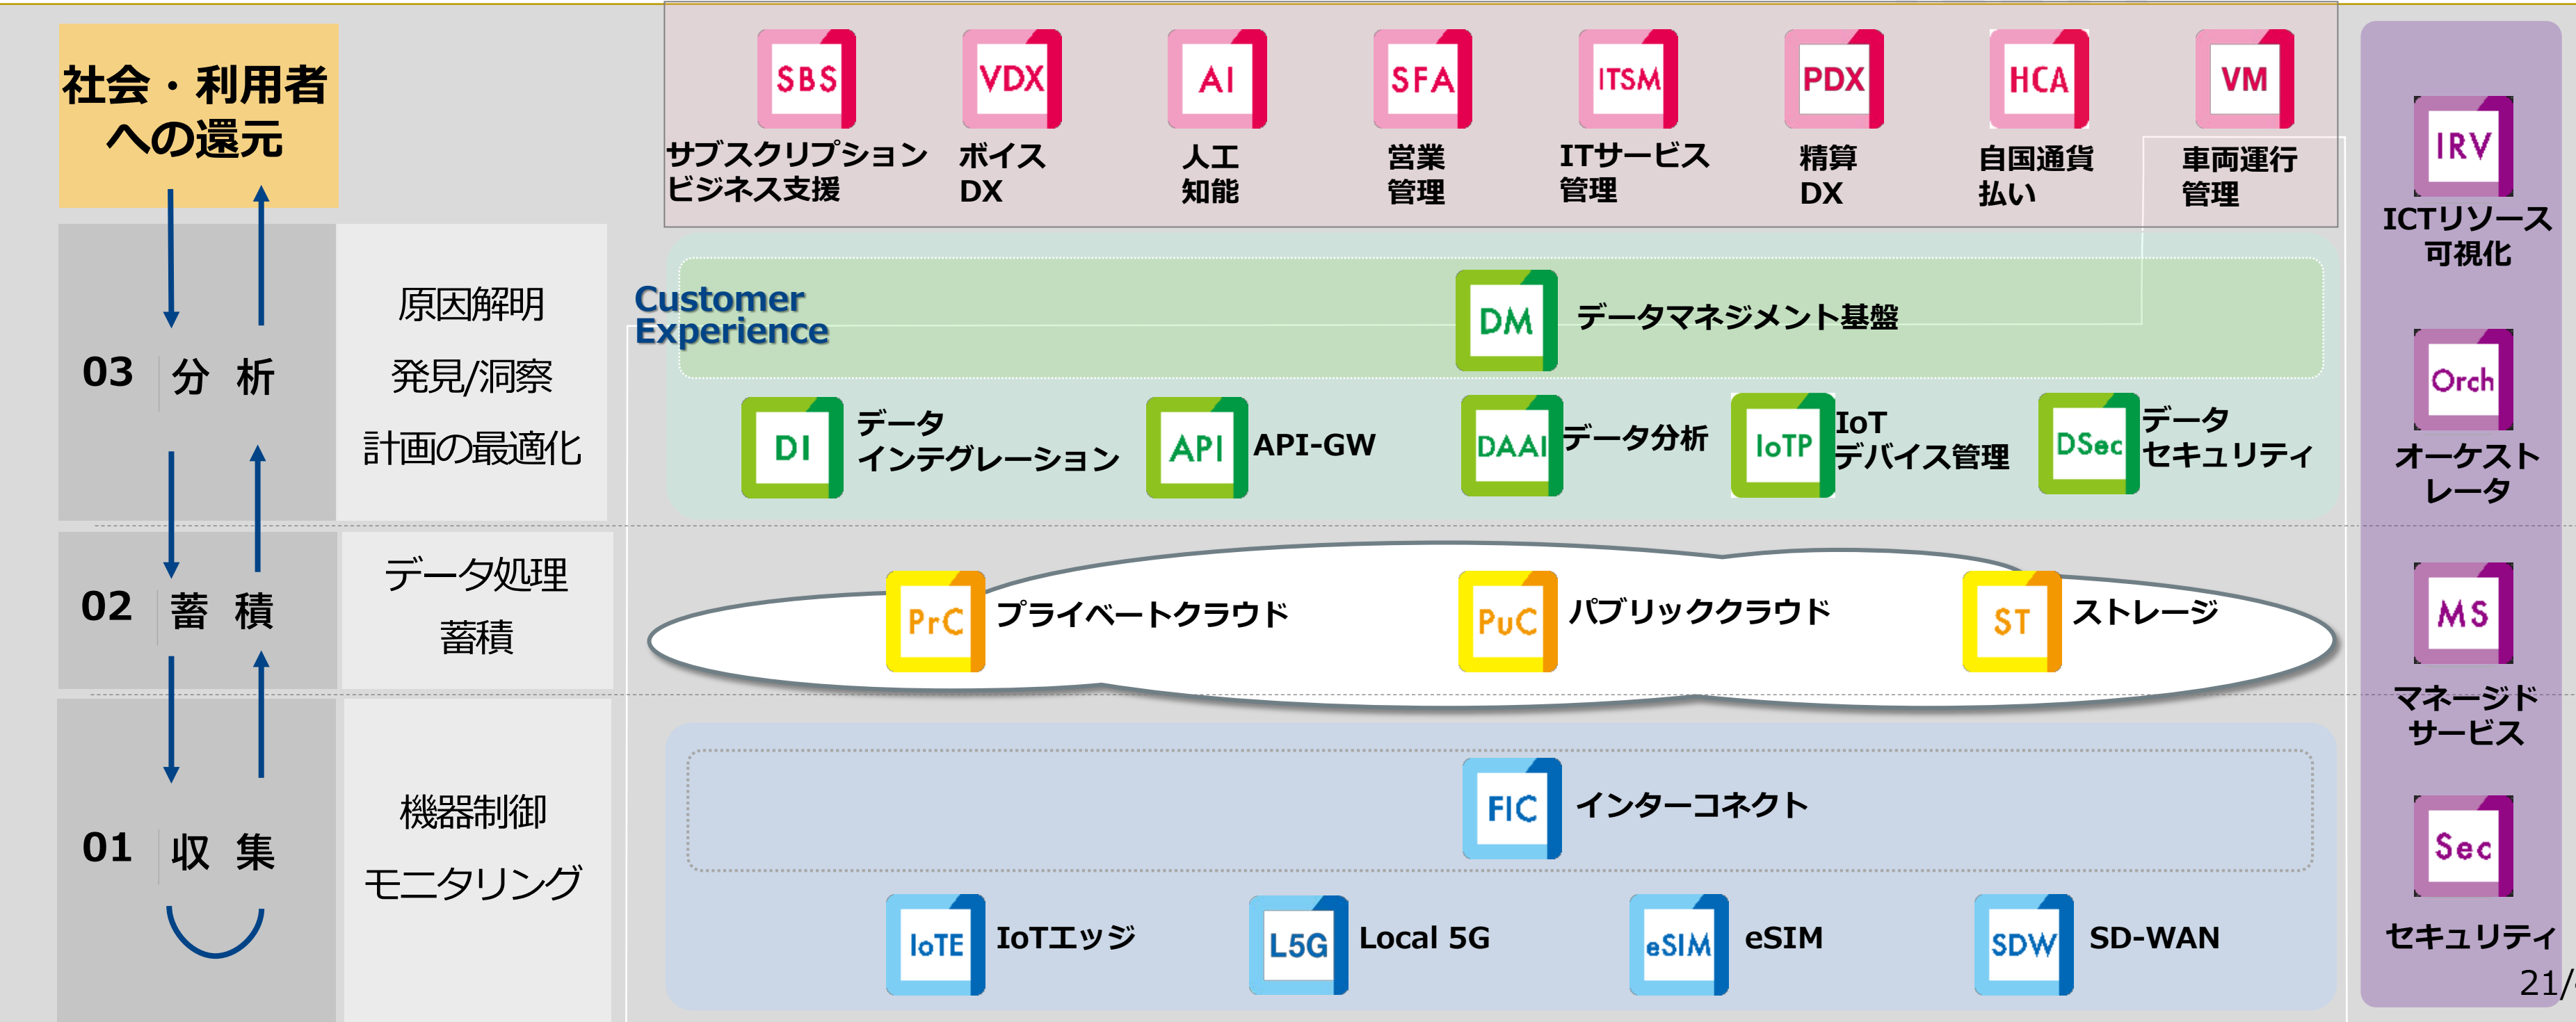 社会・利用者
への還元
SBS
サブスクリプション
ビジネス支援
VDX
ボイス
DX
AI
人工
知能
SFA
営業
管理
ITSM
ITサービス
管理
PDX
精算
DX
HCA
自国通貨
払い
VM
車両運行
管理
03
分析
原因解明
発見/洞察
計画の最適化
Customer
Experience
DM
データマネジメント基盤
DI
データ
インテグレーション
API
API-GW
DAAI
データ分析
IoTP
IoT
デバイス管理
DSec
データ
セキュリティ
02
蓄積
データ処理
蓄積
PrC
プライベートクラウド
PuC
パブリッククラウド
ST
ストレージ
01
収集
機器制御
モニタリング
FIC
インターコネクト
IoTE
IoTエッジ
L5G
Local 5G
eSIM
eSIM
SDW
SD-WAN
IRV
ICTリソース
可視化
Orch
オーケスト
レータ
MS
マネージド
サービス
Sec
セキュリティ
21/